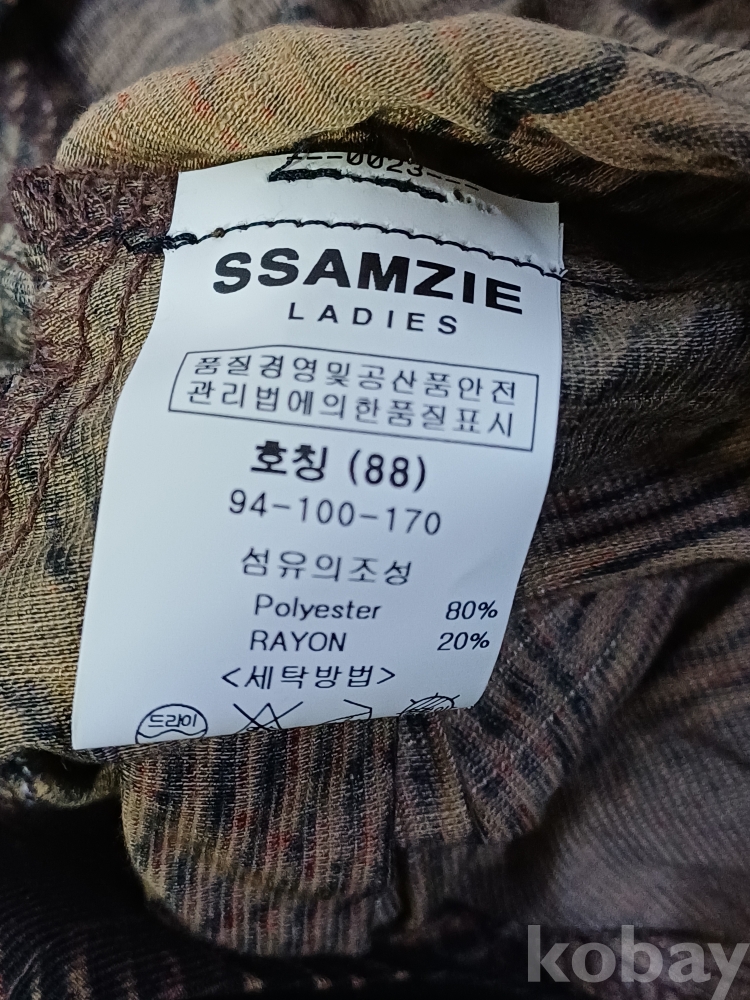 ---0023---
SSAMZIE
LADIES
품질경영및공산품안전
관리법에의한품질표시
호칭 (88)
94-100-170
섬유의조성
Polyester 80%
RAYON 20%
<세탁방법>
드라이
kobay